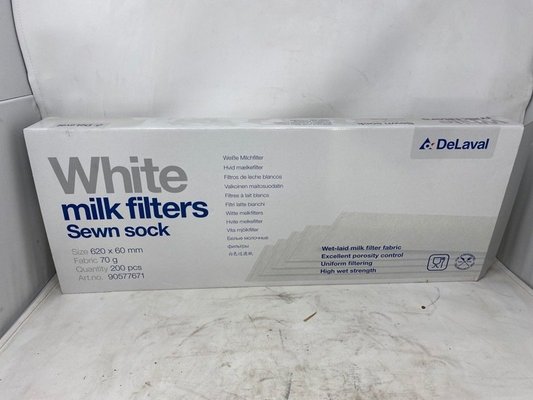 White
milk filters
Sewn sock
Size 620 x 60 mm
Fabric 70 g
Quantity 200 pcs
Art.no. 90577671
Weiße Milchfilter
Hvid mælkefilter
Filtros de leche blancos
Valkoinen maitosuodatin
Filtres à lait blancs
Filtri latte bianchi
Witte melkfilters
Hvite melkefilter
Vita mjölkfilter
Белые молочные
фильтры
白色过滤纸
DeLaval
Wet-laid milk filter fabric
Excellent porosity control
Uniform filtering
High wet strength